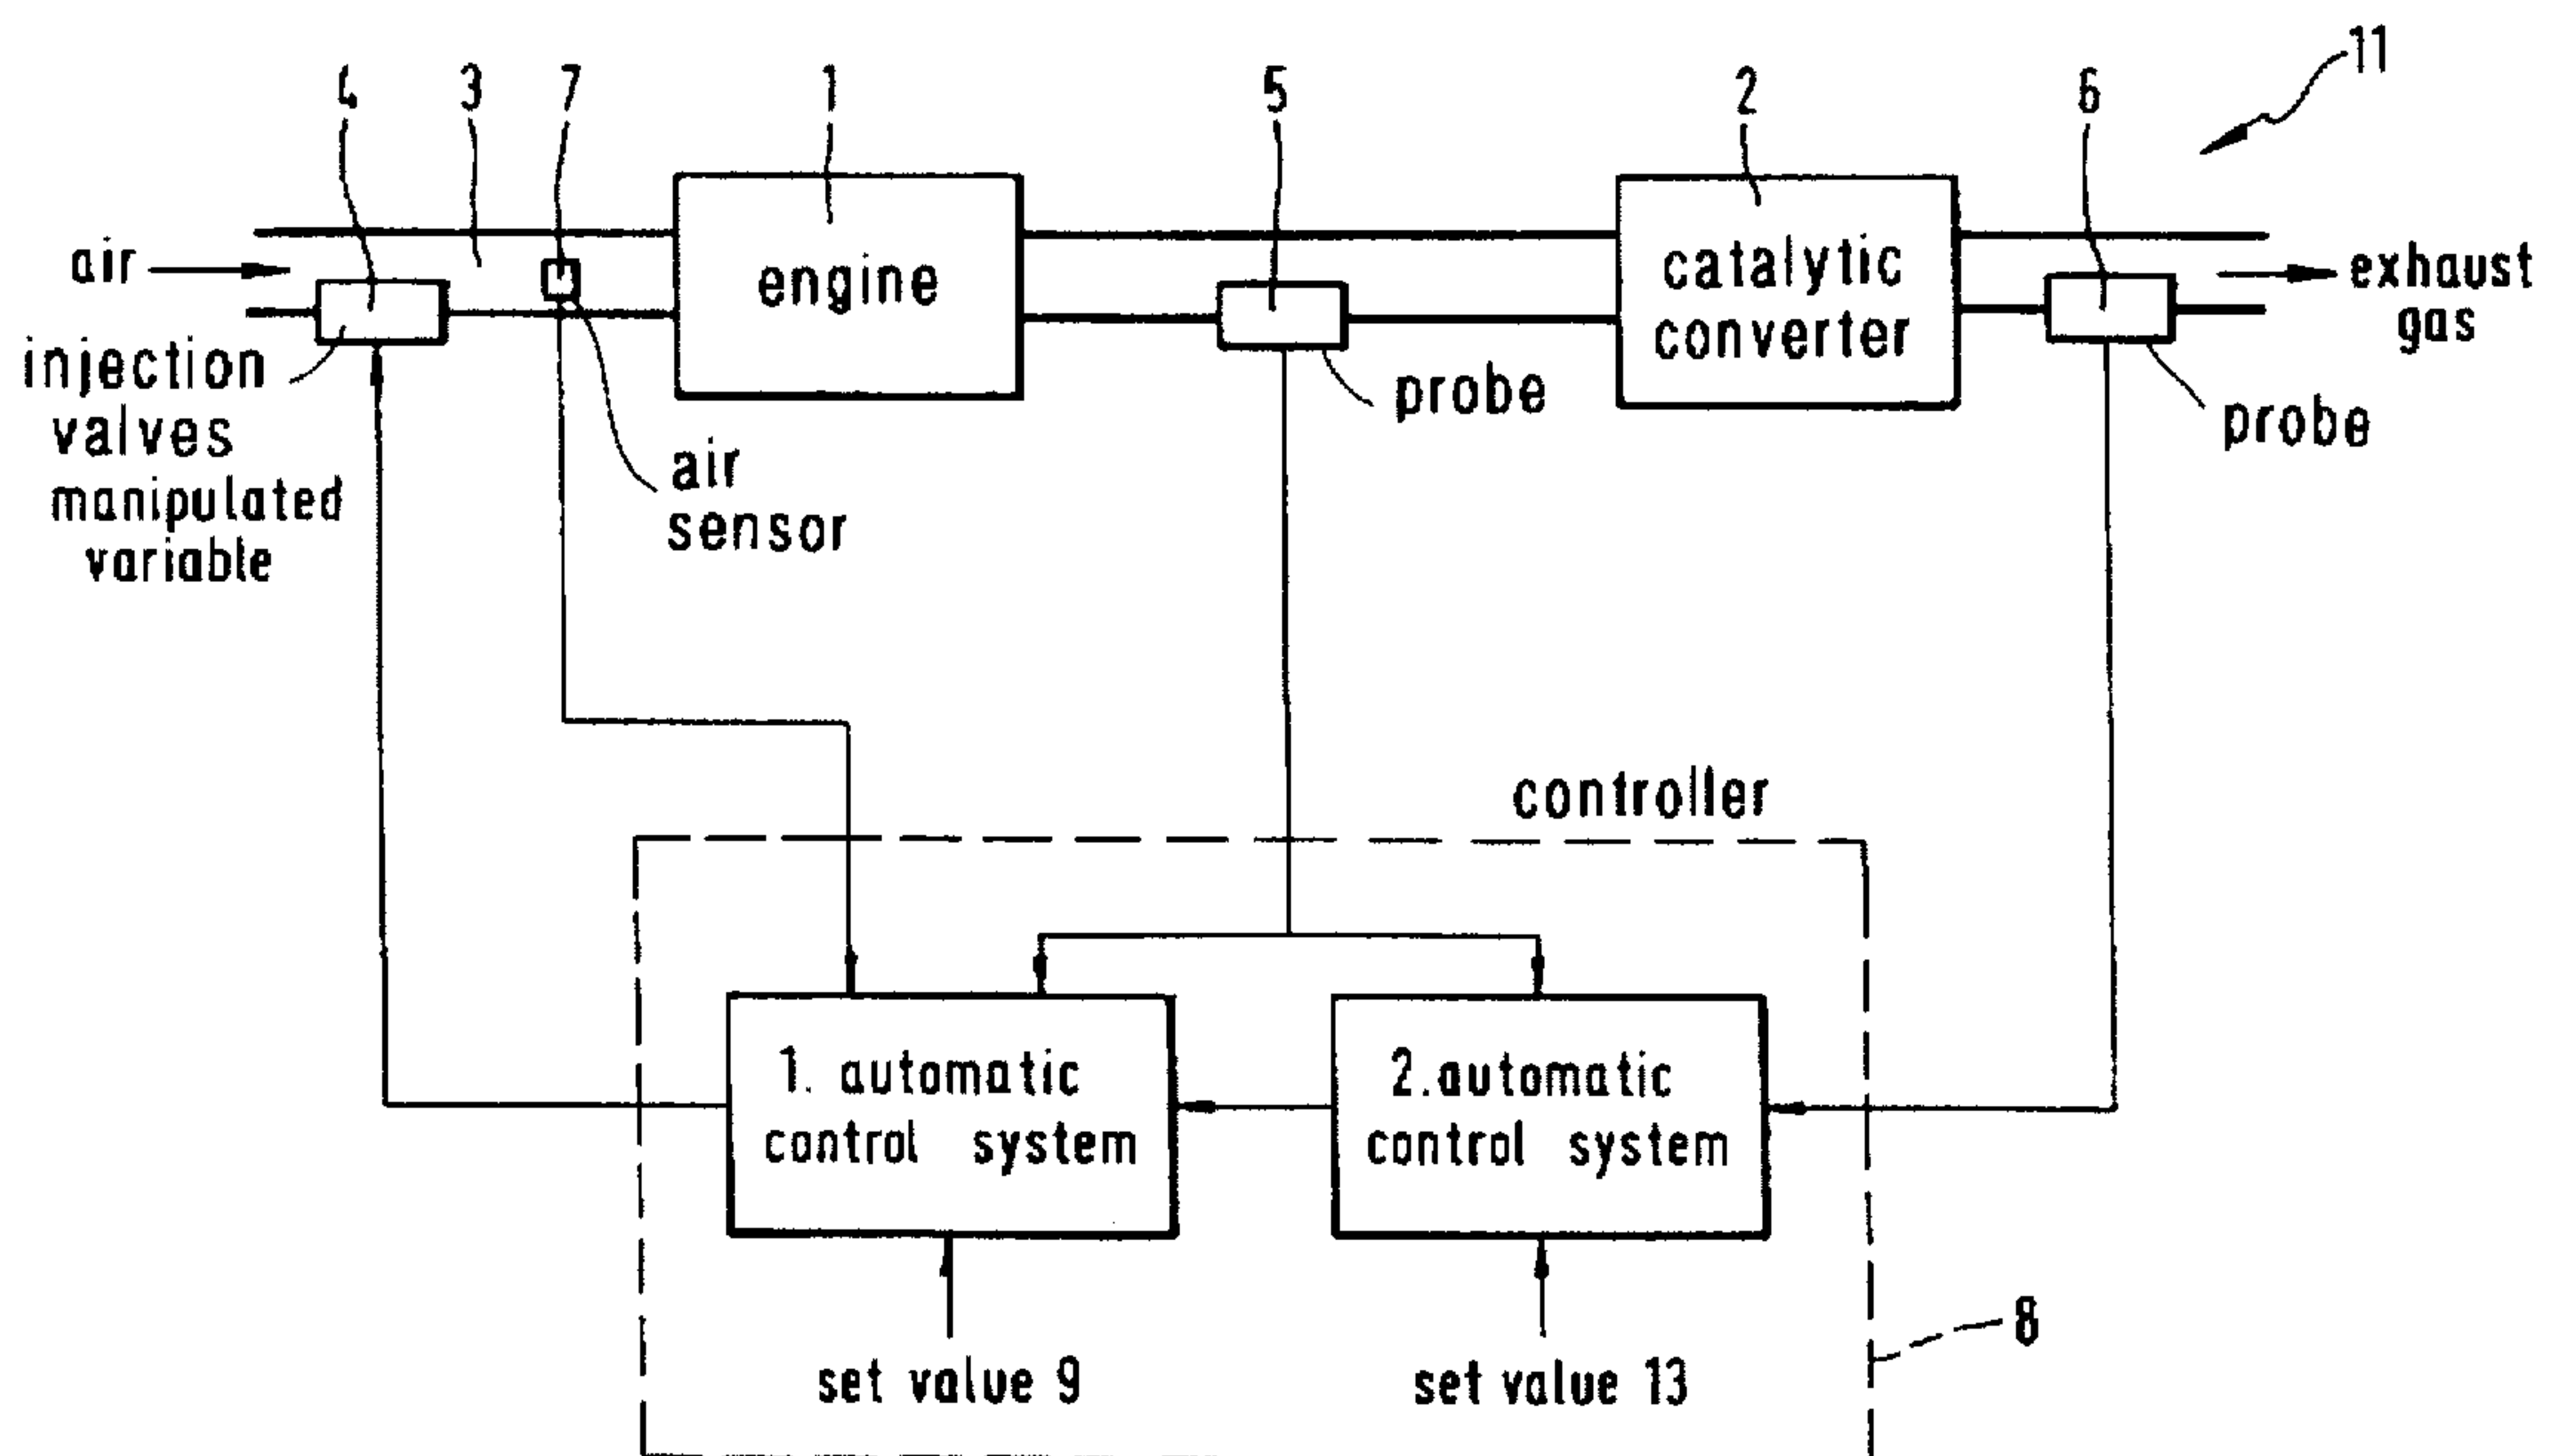 11
4 3 7 1 5 2 6
air
engine
catalytic
converter
exhaust
gas
injection
valves
manipulated
variable
air
sensor
probe
probe
controller
1. automatic
control system
2. automatic
control system
8
set value 9
set value 13